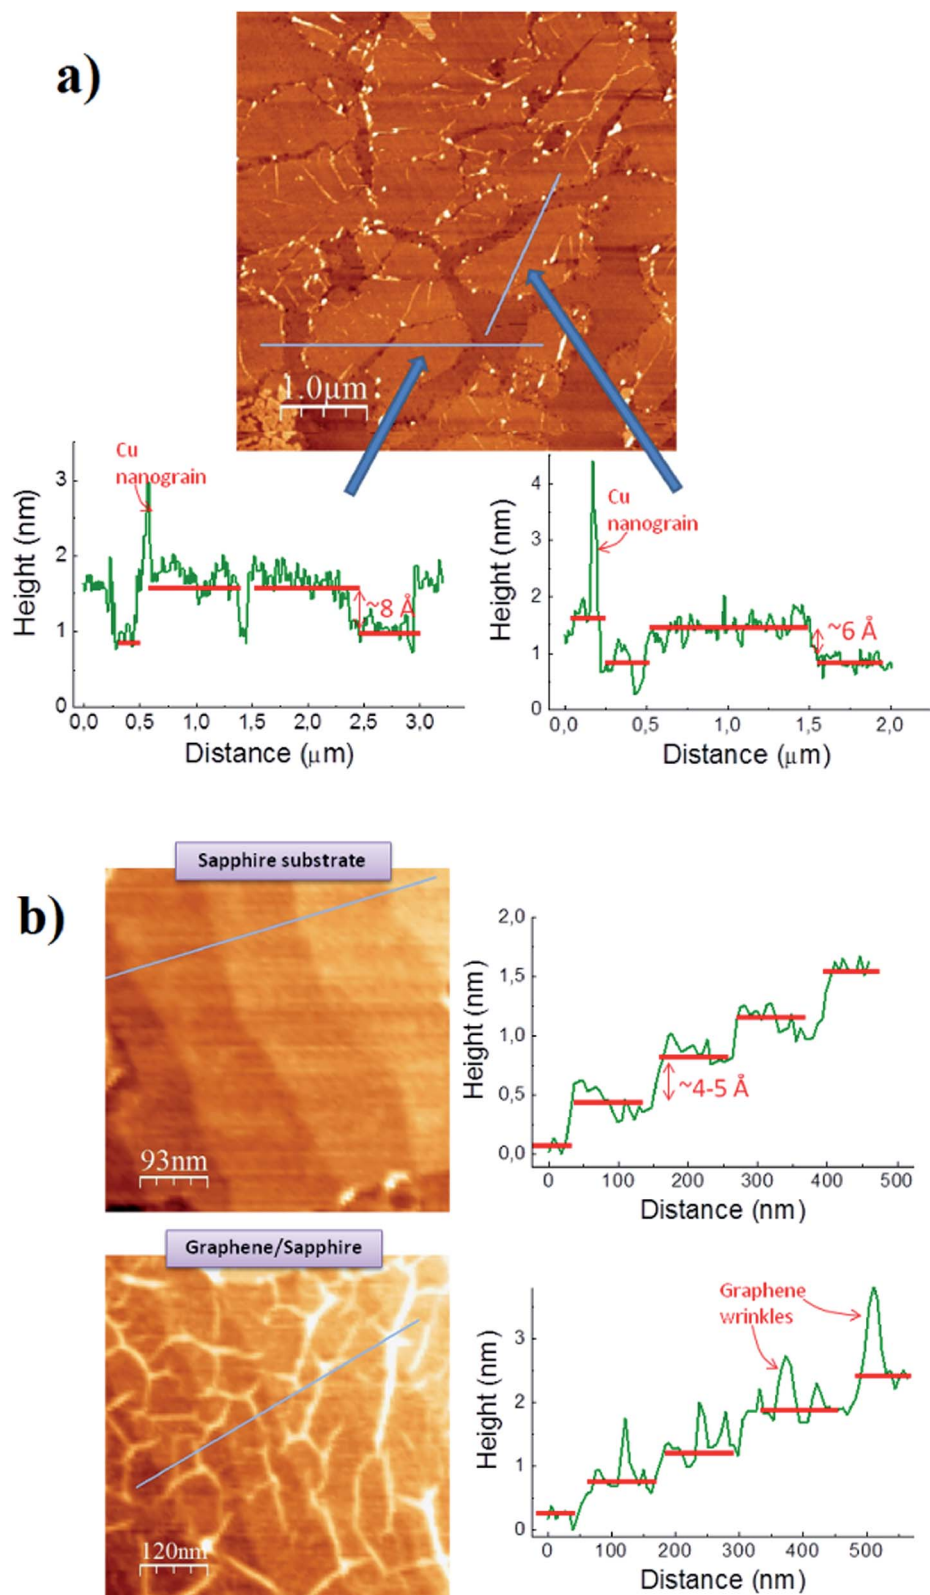 a)
1.0µm
Cu
nanograin
~8 Å
Height (nm)
3
2
1
0
0,0 0,5 1,0 1,5 2,0 2,5 3,0
Distance (µm)
Cu
nanograin
~6 Å
Height (nm)
4
3
2
1
0
0,0 0,5 1,0 1,5 2,0
Distance (µm)
b)
Sapphire substrate
93nm
2,0
1,5
1,0
0,5
0,0
Height (nm)
~4-5 Å
0 100 200 300 400 500
Distance (nm)
Graphene/Sapphire
120nm
Graphene
wrinkles
Height (nm)
3
2
1
0
0 100 200 300 400 500
Distance (nm)